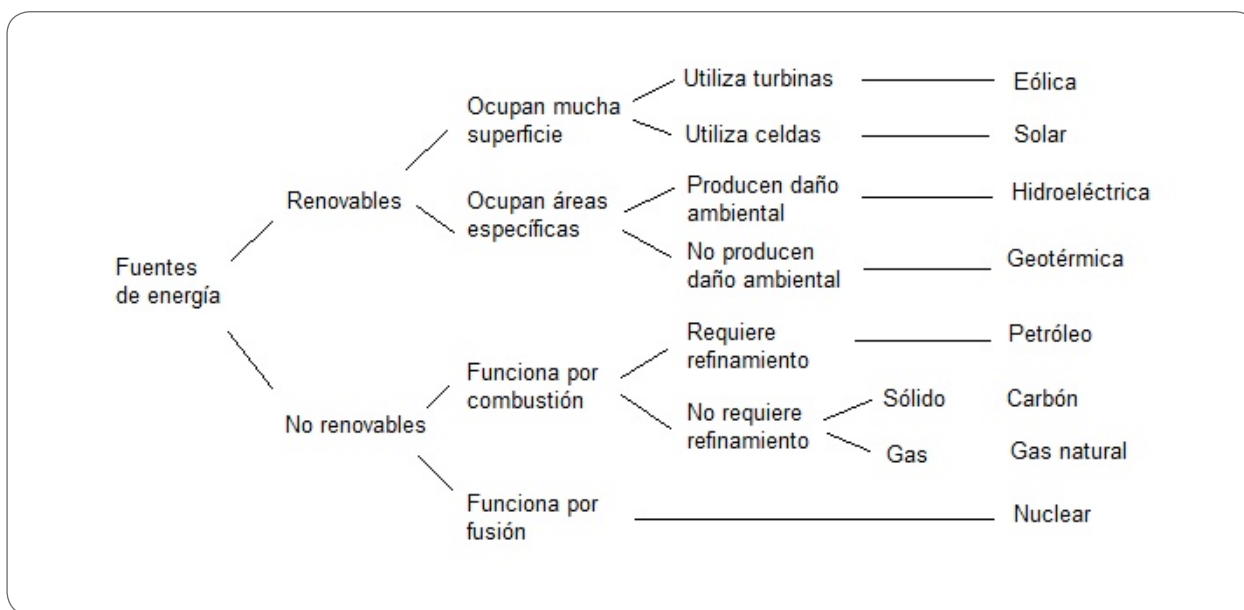 Utiliza turbinas
Eólica
Ocupan mucha
superficie
Utiliza celdas
Solar
Renovables
Producen daño
ambiental
Hidroeléctrica
Ocupan áreas
específicas
No producen
daño ambiental
Geotérmica
Fuentes
de energía
Requiere
refinamiento
Petróleo
Funciona por
combustión
Sólido
Carbón
No renovables
No requiere
refinamiento
Gas
Gas natural
Funciona por
fusión
Nuclear